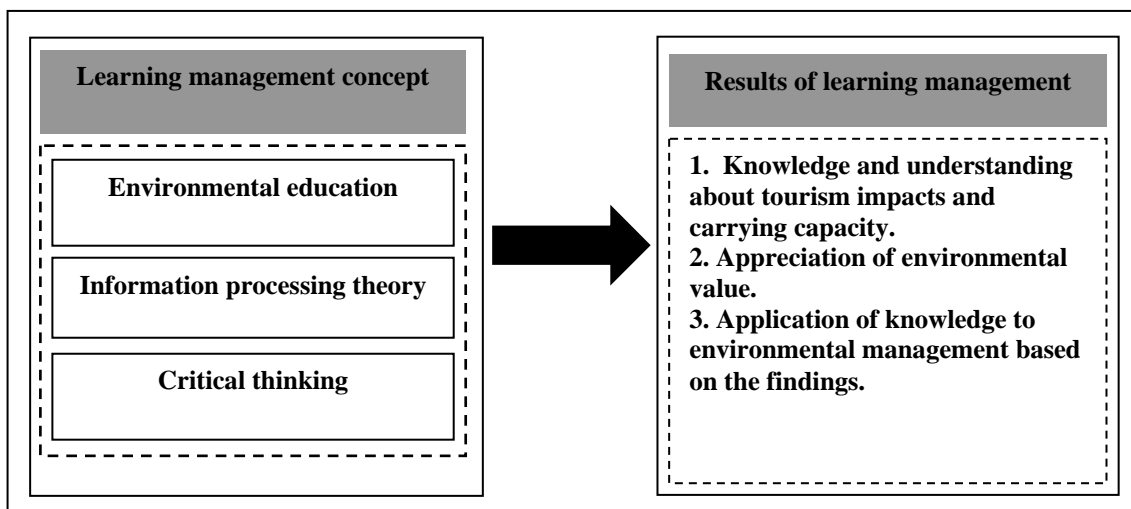 Learning management concept
Environmental education
Information processing theory
Critical thinking
Results of learning management
1. Knowledge and understanding
about tourism impacts and
carrying capacity.
2. Appreciation of environmental
value.
3. Application of knowledge to
environmental management based
on the findings.